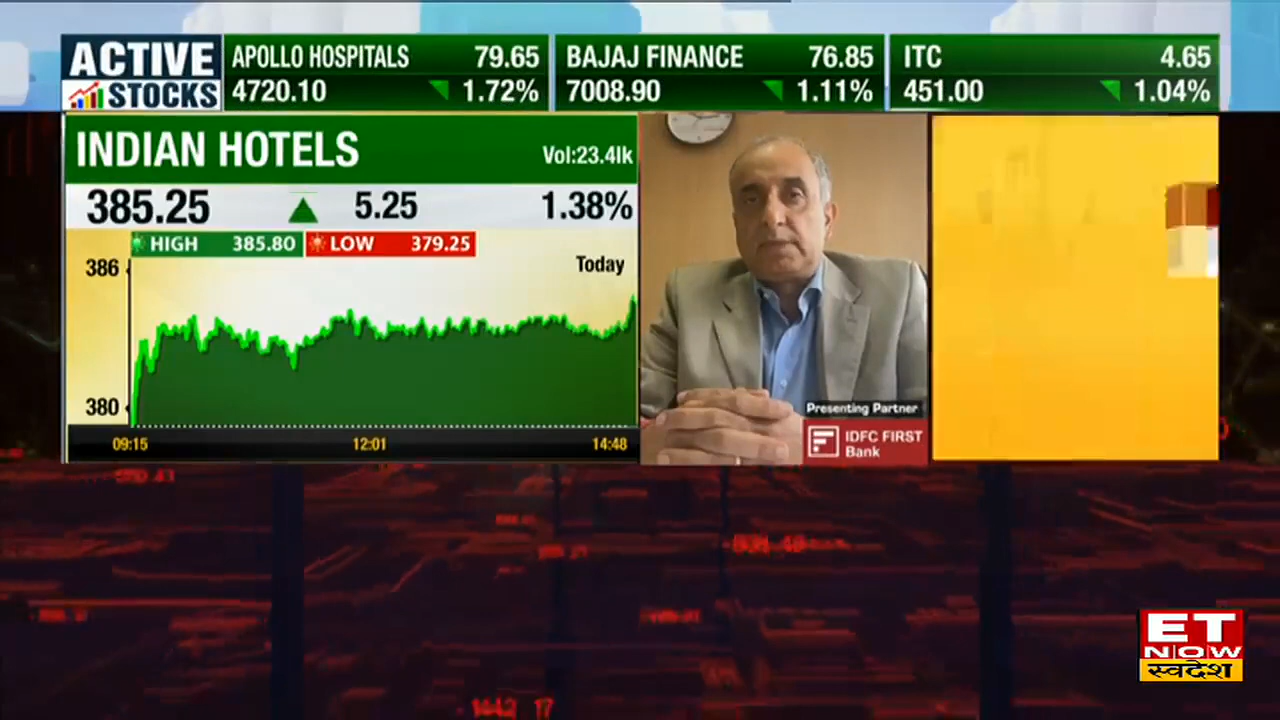 ACTIVE
STOCKS
APOLLO HOSPITALS 79.65
4720.10 1.72%
BAJAJ FINANCE 76.85
7008.90 1.11%
ITC 4.65
451.00 1.04%
INDIAN HOTELS Vol:23.4lk
385.25 5.25 1.38%
HIGH 385.80 LOW 379.25
386
Today
380
09:15 12:01 14:48
Presenting Partner
IDFC FIRST
Bank
ET
NOW
स्वदेश